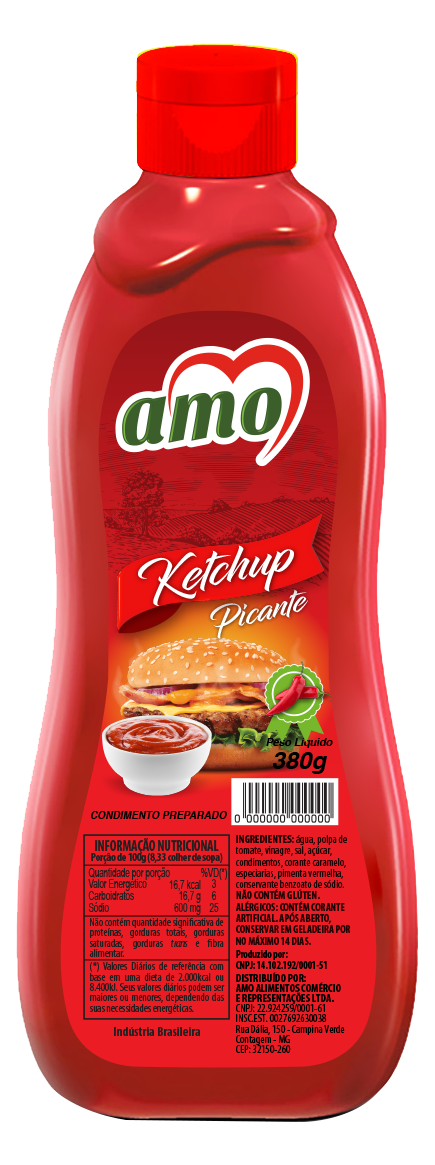 amo
Ketchup
Picante
Peso Líquido
380g
CONDIMENTO PREPARADO
0 000000 000000
INFORMAÇÃO NUTRICIONAL
Porção de 100g (8,33 colher de sopa)
Quantidade por porção %VD(*)
Valor Energético 16,7 kcal 3
Carboidratos 16,7 g 6
Sódio 600 mg 25
Não contém quantidade significativa de
proteínas, gorduras totais, gorduras
saturadas, gorduras trans e fibra
alimentar.
(*) Valores Diários de referência com
base em uma dieta de 2.000kcal ou
8.400kJ. Seus valores diários podem ser
maiores ou menores, dependendo das
suas necessidades energéticas.
Indústria Brasileira
INGREDIENTES: água, polpa de
tomate, vinagre, sal, açúcar,
condimentos, corante caramelo,
especiarias, pimenta vermelha,
conservante benzoato de sódio.
NÃO CONTÉM GLÚTEN.
ALÉRGICOS: CONTÉM CORANTE
ARTIFICIAL. APÓS ABERTO,
CONSERVAR EM GELADEIRA POR
NO MÁXIMO 14 DIAS.
Produzido por:
CNPJ: 14.102.192/0001-51
DISTRIBUÍDO POR:
AMO ALIMENTOS COMÉRCIO
E REPRESENTAÇÕES LTDA.
CNPJ: 22.924259/0001-61
INSC.EST. 0027692630038
Rua Dália, 150 - Campina Verde
Contagem - MG
CEP: 32150-260